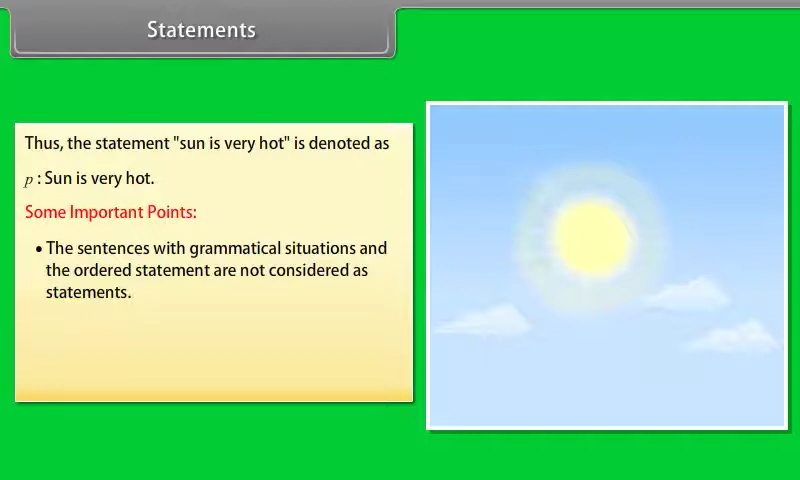 Statements
Thus, the statement "sun is very hot" is denoted as
p : Sun is very hot.
Some Important Points:
• The sentences with grammatical situations and
the ordered statement are not considered as
statements.